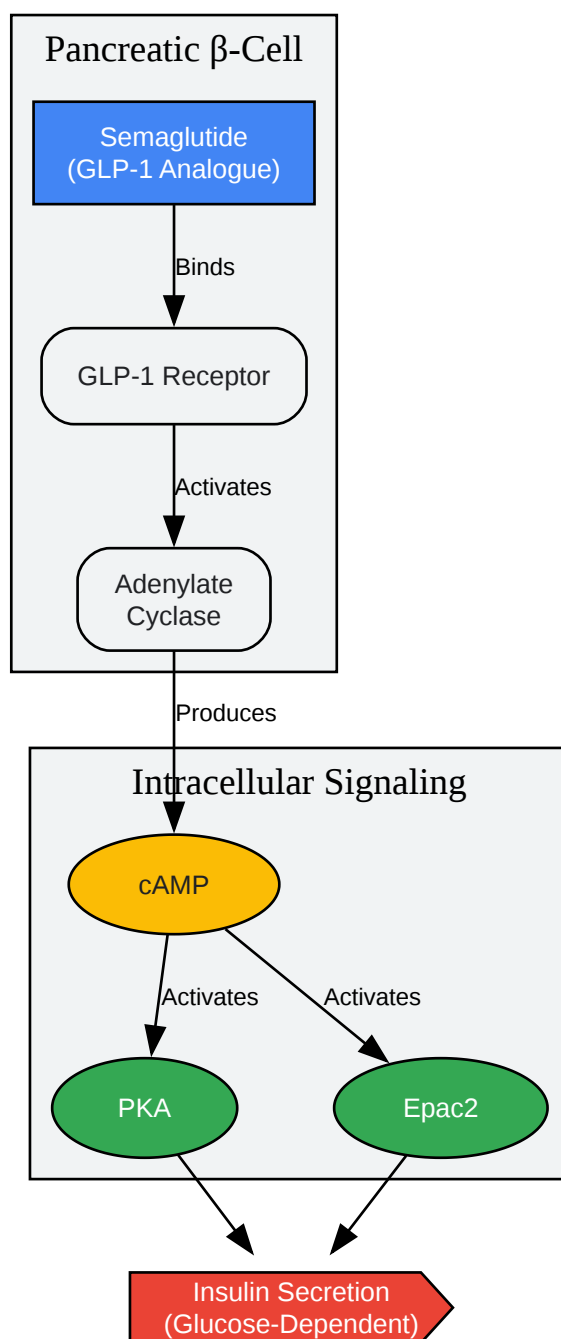 Pancreatic β-Cell
Semaglutide
(GLP-1 Analogue)
Binds
GLP-1 Receptor
Activates
Adenylate
Cyclase
Produces
Intracellular Signaling
cAMP
Activates
Activates
PKA
Epac2
Insulin Secretion
(Glucose-Dependent)